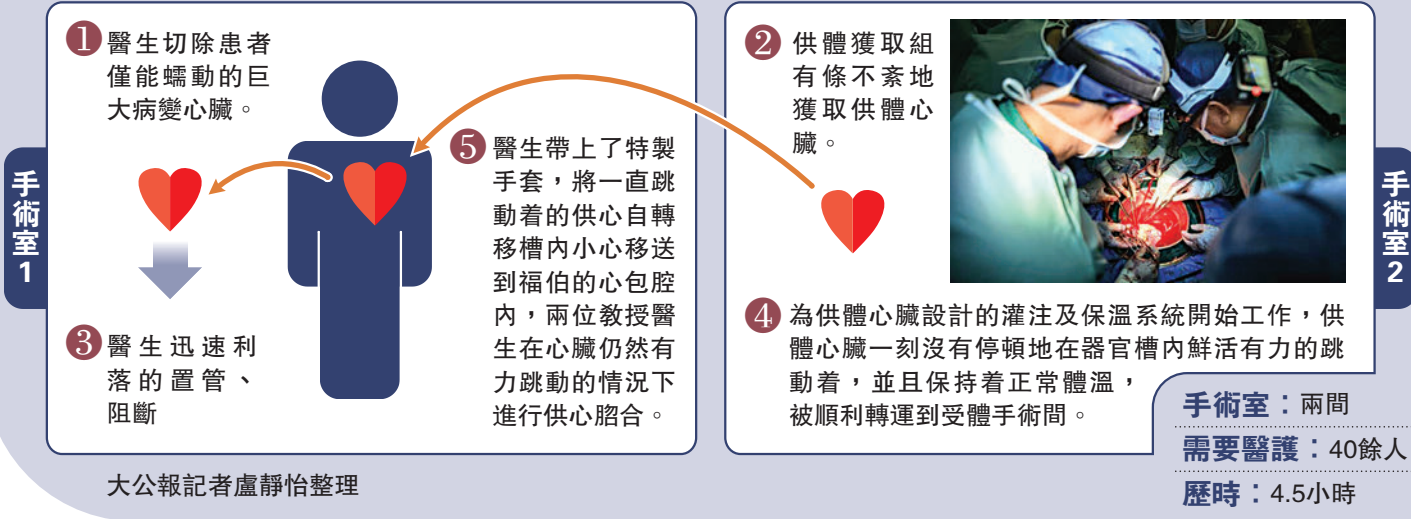 手術室1
❶醫生切除患者
僅能蠕動的巨
大病變心臟。
❸醫生迅速利
落的置管、
阻斷
❺醫生帶上了特製
手套，將一直跳
動着的供心自轉
移槽內小心移送
到福伯的心包腔
內，兩位教授醫
生在心臟仍然有
力跳動的情況下
進行供心脗合。
❷供體獲取組
有條不紊地
獲取供體心
臟。
❹為供體心臟設計的灌注及保溫系統開始工作，供
體心臟一刻沒有停頓地在器官槽內鮮活有力的跳
動着，並且保持着正常體溫，
被順利轉運到受體手術間。
手術室2
手術室：兩間
需要醫護：40餘人
歷時：4.5小時
大公報記者盧靜怡整理